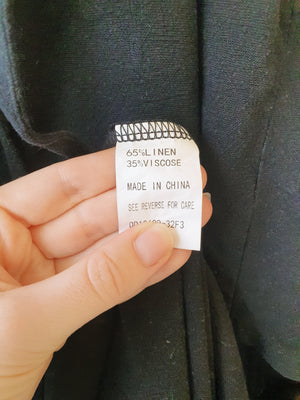 65%LINEN
35%VISCOSE
MADE IN CHINA
SEE REVERSE FOR CARE